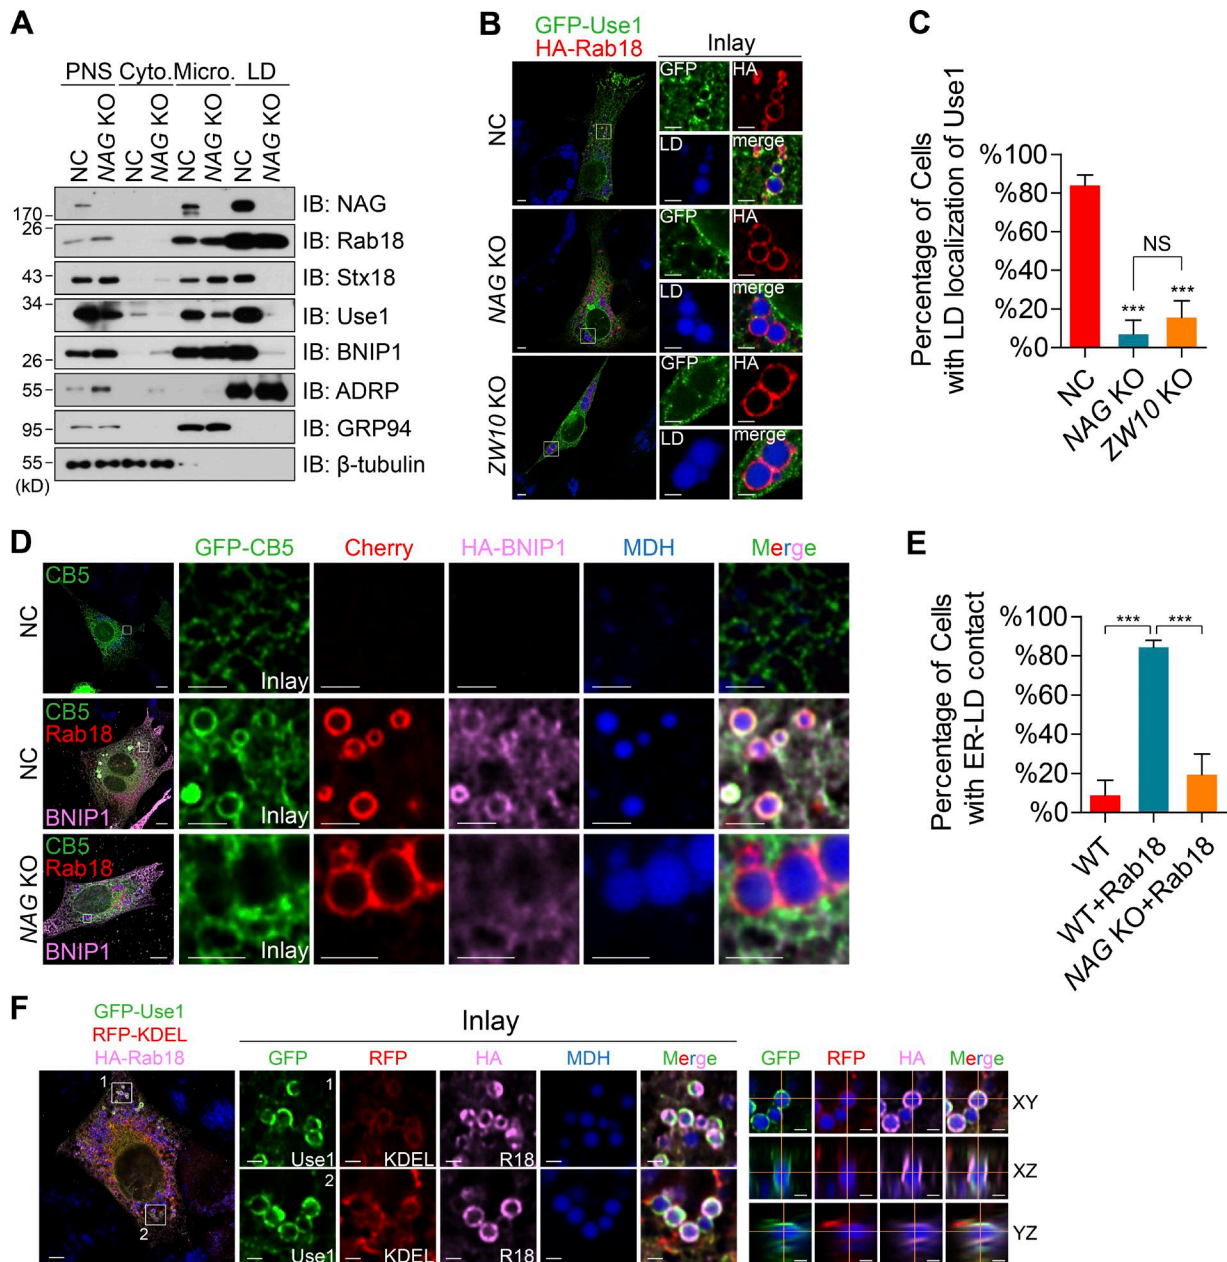 A
PNS Cyto. Micro. LD
NC NAG KO NC NAG KO NC NAG KO NC NAG KO
170 IB: NAG
26 IB: Rab18
43 IB: Stx18
34 IB: Use1
26 IB: BNIP1
55 IB: ADRP
95 IB: GRP94
55 IB: β-tubulin
(kD)
B
GFP-Use1
HA-Rab18
Inlay
NC
GFP HA
LD merge
NAG KO
GFP HA
LD merge
ZW10 KO
GFP HA
LD merge
C
Percentage of Cells
with LD localization of Use1
%100
%80
%60
%40
%20
%0
NS
*** ***
NC NAG KO ZW10 KO
D
GFP-CB5 Cherry HA-BNIP1 MDH Merge
NC
CB5
Inlay
NC
CB5
Rab18
BNIP1
Inlay
NAG KO
CB5
Rab18
BNIP1
Inlay
E
Percentage of Cells
with ER-LD contact
%100
%80
%60
%40
%20
%0
*** ***
WT WT+Rab18 NAG KO+Rab18
F
GFP-Use1
RFP-KDEL
HA-Rab18
1
2
Inlay
GFP RFP HA MDH Merge
1
Use1 KDEL R18
2
Use1 KDEL R18
GFP RFP HA Merge
XY
XZ
YZ